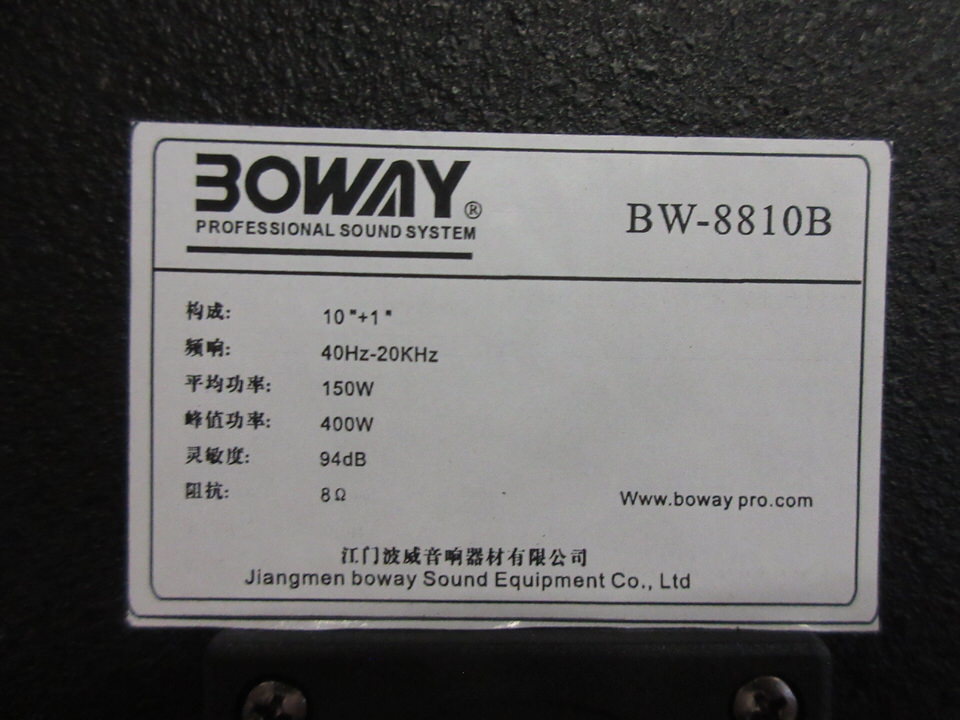 BOWAY®
PROFESSIONAL SOUND SYSTEM
BW-8810B
构成: 10"+1"
频响: 40Hz-20KHz
平均功率: 150W
峰值功率: 400W
灵敏度: 94dB
阻抗: 8Ω
Www.boway pro.com
江门波威音响器材有限公司
Jiangmen boway Sound Equipment Co., Ltd